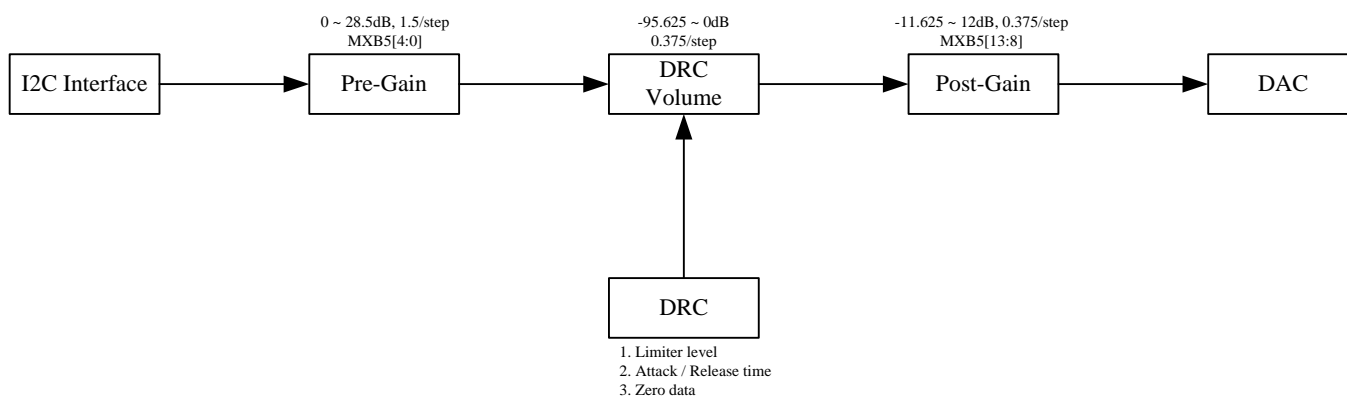 0 ~ 28.5dB, 1.5/step
MXB5[4:0]
-95.625 ~ 0dB
0.375/step
-11.625 ~ 12dB, 0.375/step
MXB5[13:8]
I2C Interface
Pre-Gain
DRC
Volume
Post-Gain
DAC
DRC
1. Limiter level
2. Attack / Release time
3. Zero data